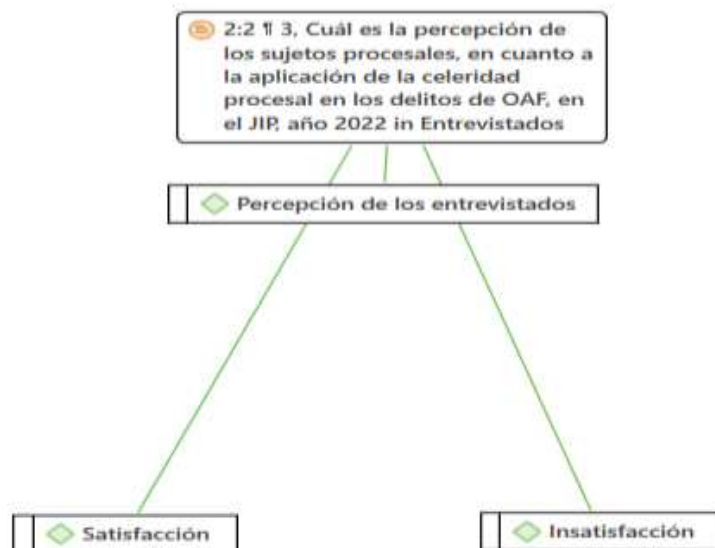 2:2 ¶ 3, Cuál es la percepción de
los sujetos procesales, en cuanto a
la aplicación de la celeridad
procesal en los delitos de OAF, en
el JIP, año 2022 in Entrevistados
Percepción de los entrevistados
Satisfacción
Insatisfacción